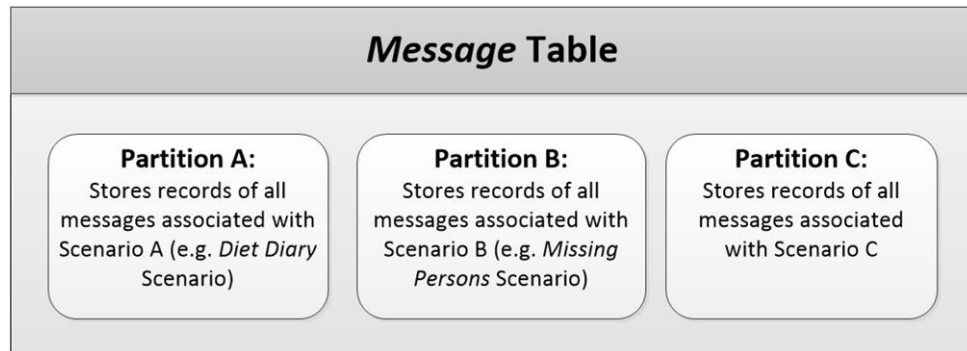 Message Table
Partition A:
Stores records of all
messages associated with
Scenario A (e.g. Diet Diary
Scenario)
Partition B:
Stores records of all
messages associated with
Scenario B (e.g. Missing
Persons Scenario)
Partition C:
Stores records of all
messages associated
with Scenario C